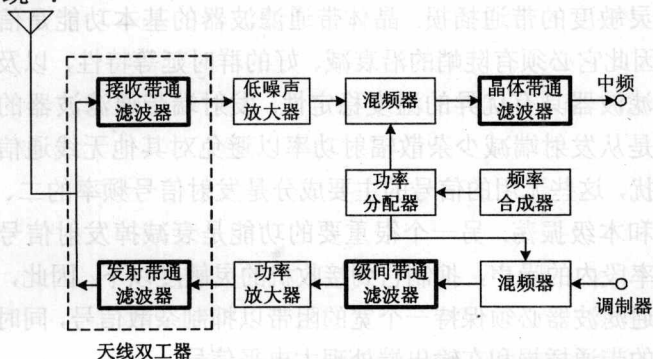 接收带通
滤波器
低噪声
放大器
混频器
晶体带通
滤波器
中频
功率
分配器
频率
合成器
发射带通
滤波器
功率
放大器
级间带通
滤波器
混频器
调制器
天线双工器